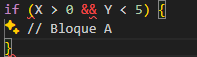 if (X > 0 && Y < 5) {
// Bloque A
}